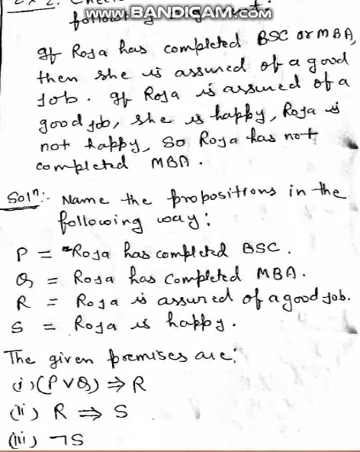 WWW.BANDICAM.COM
following
If Roja has completed BSC or MBA,
then she is assured of a good
job. If Roja is assured of a
good job, she is happy, Roja is
not happy, So Roja has not
completed MBA.
Solⁿ:- Name the propositions in the
following way:
P = Roja has completed BSC.
Q = Roja has completed MBA.
R = Roja is assured of a good job.
S = Roja is happy.
The given premises are:
(i) (P ∨ Q) ⇒ R
(ii) R ⇒ S
(iii) ¬S